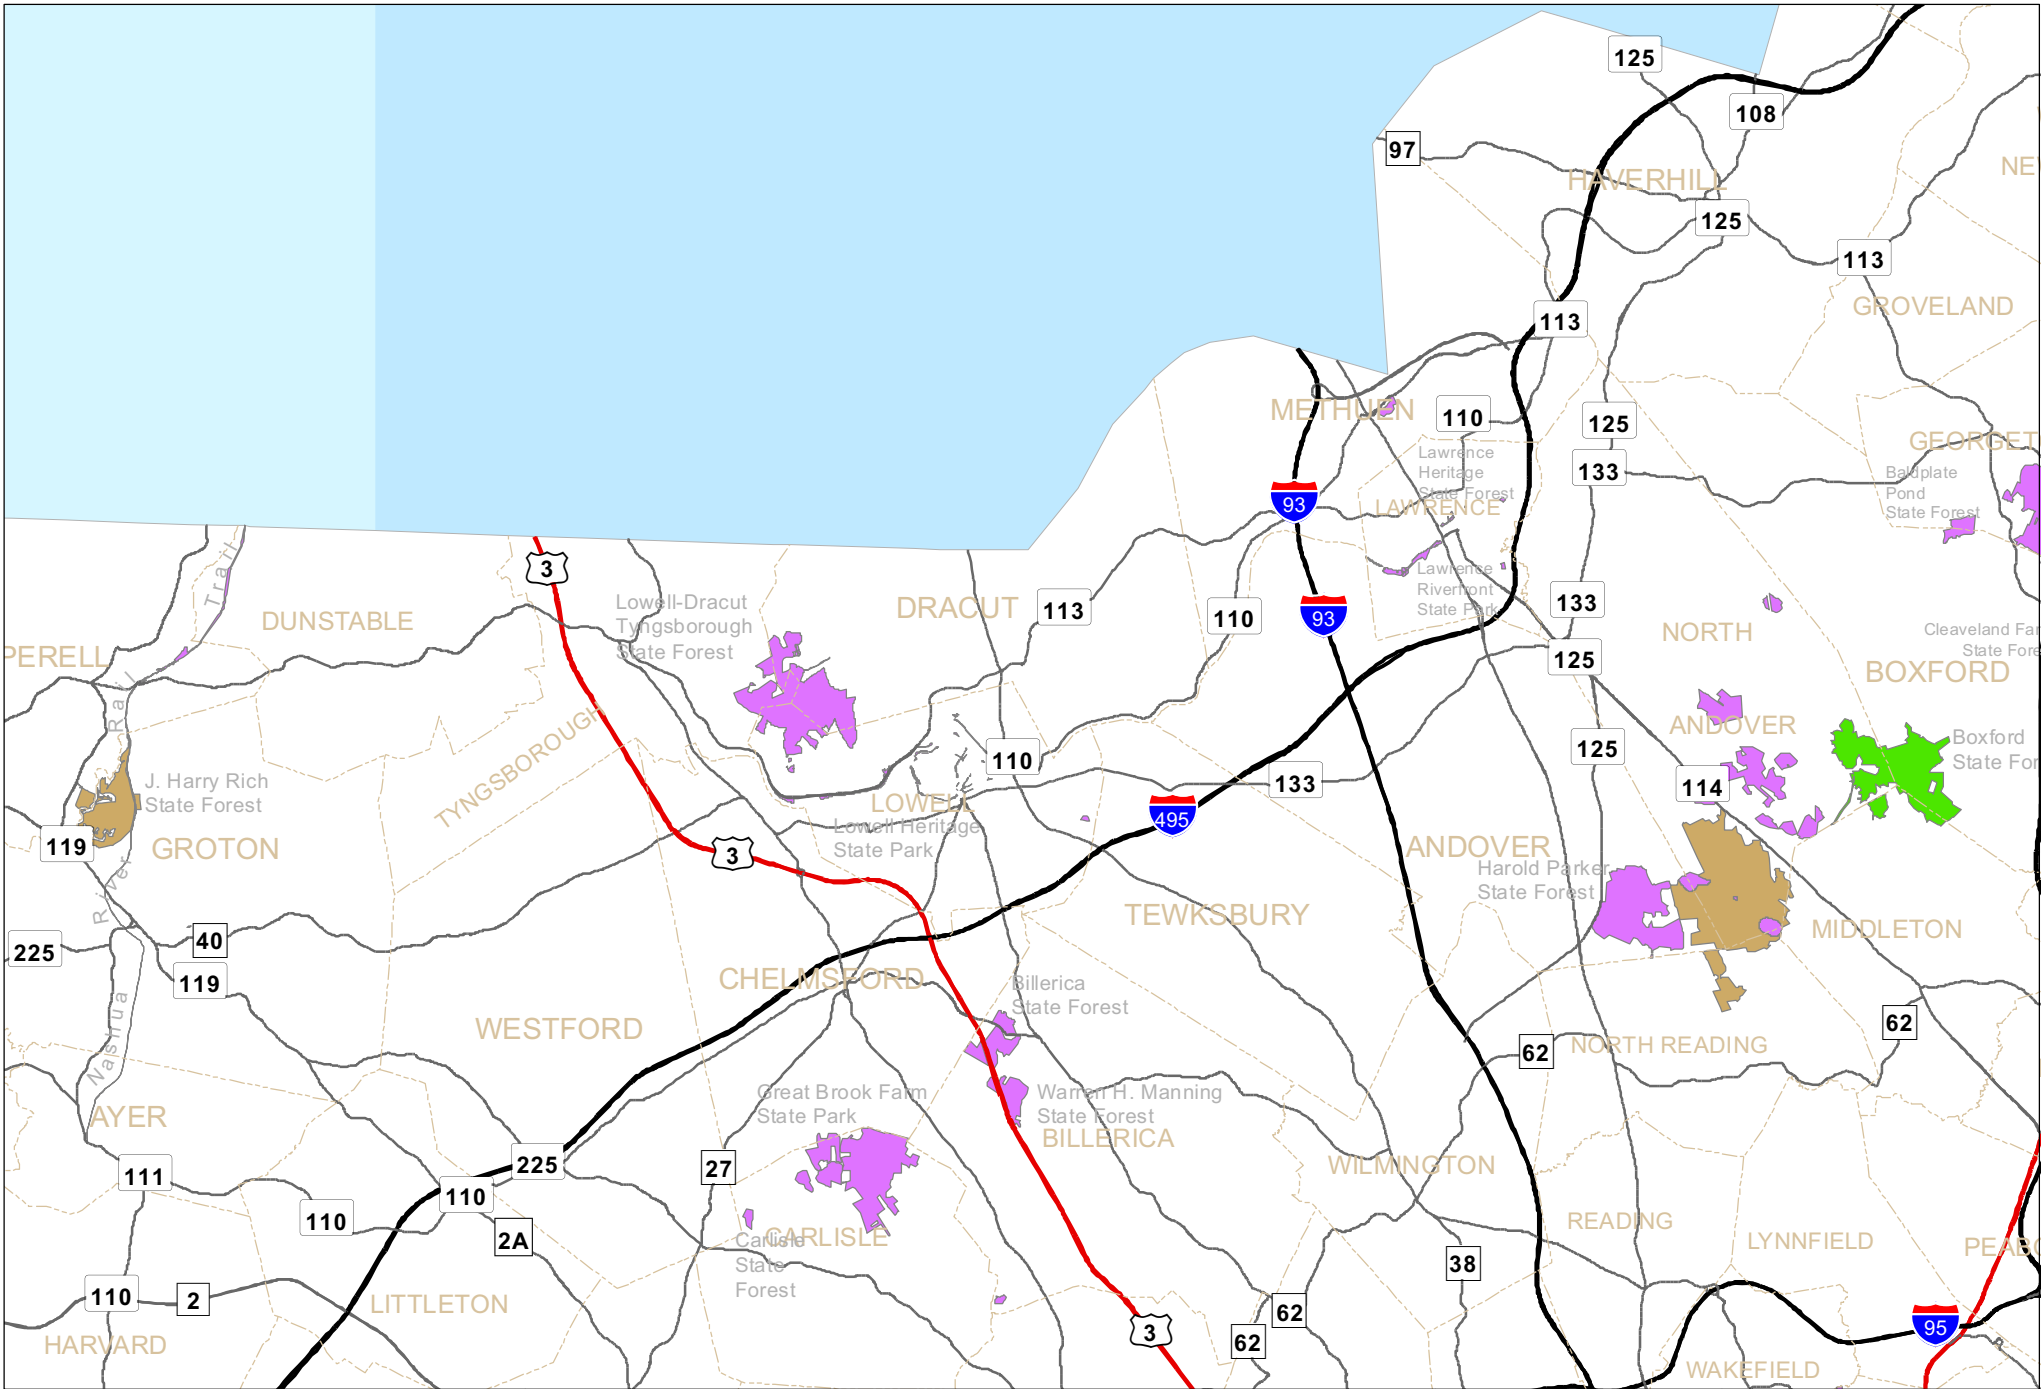 125
108
97
HAVERHILL
NE
125
113
GROVELAND
113
METHUEN
110
125
GEORGET
Lawrence
Heritage
State Forest
133
Baldplate
Pond
State Forest
93
LAWRENCE
3
Trail
Lawrence
Riverfront
State Park
133
DUNSTABLE
Lowell-Dracut
Tyngsborough
State Forest
DRACUT
113
110
93
NORTH
Cleaveland Far
State Fore
PERELL
125
BOXFORD
Rail
TYNGSBOROUGH
ANDOVER
110
125
Boxford
State For
J. Harry Rich
State Forest
133
114
LOWELL
495
Lowell Heritage
State Park
119
GROTON
3
ANDOVER
Harold Parker
State Forest
River
TEWKSBURY
MIDDLETON
225
40
119
CHELMSFORD
Billerica
State Forest
WESTFORD
62
Nashua
62
NORTH READING
Great Brook Farm
State Park
Warren H. Manning
State Forest
AYER
BILLERICA
111
225
27
WILMINGTON
110
110
2A
CARLISLE
Carlisle
State
Forest
READING
LYNNFIELD
PEABO
38
110
2
LITTLETON
62
3
62
95
HARVARD
WAKEFIELD